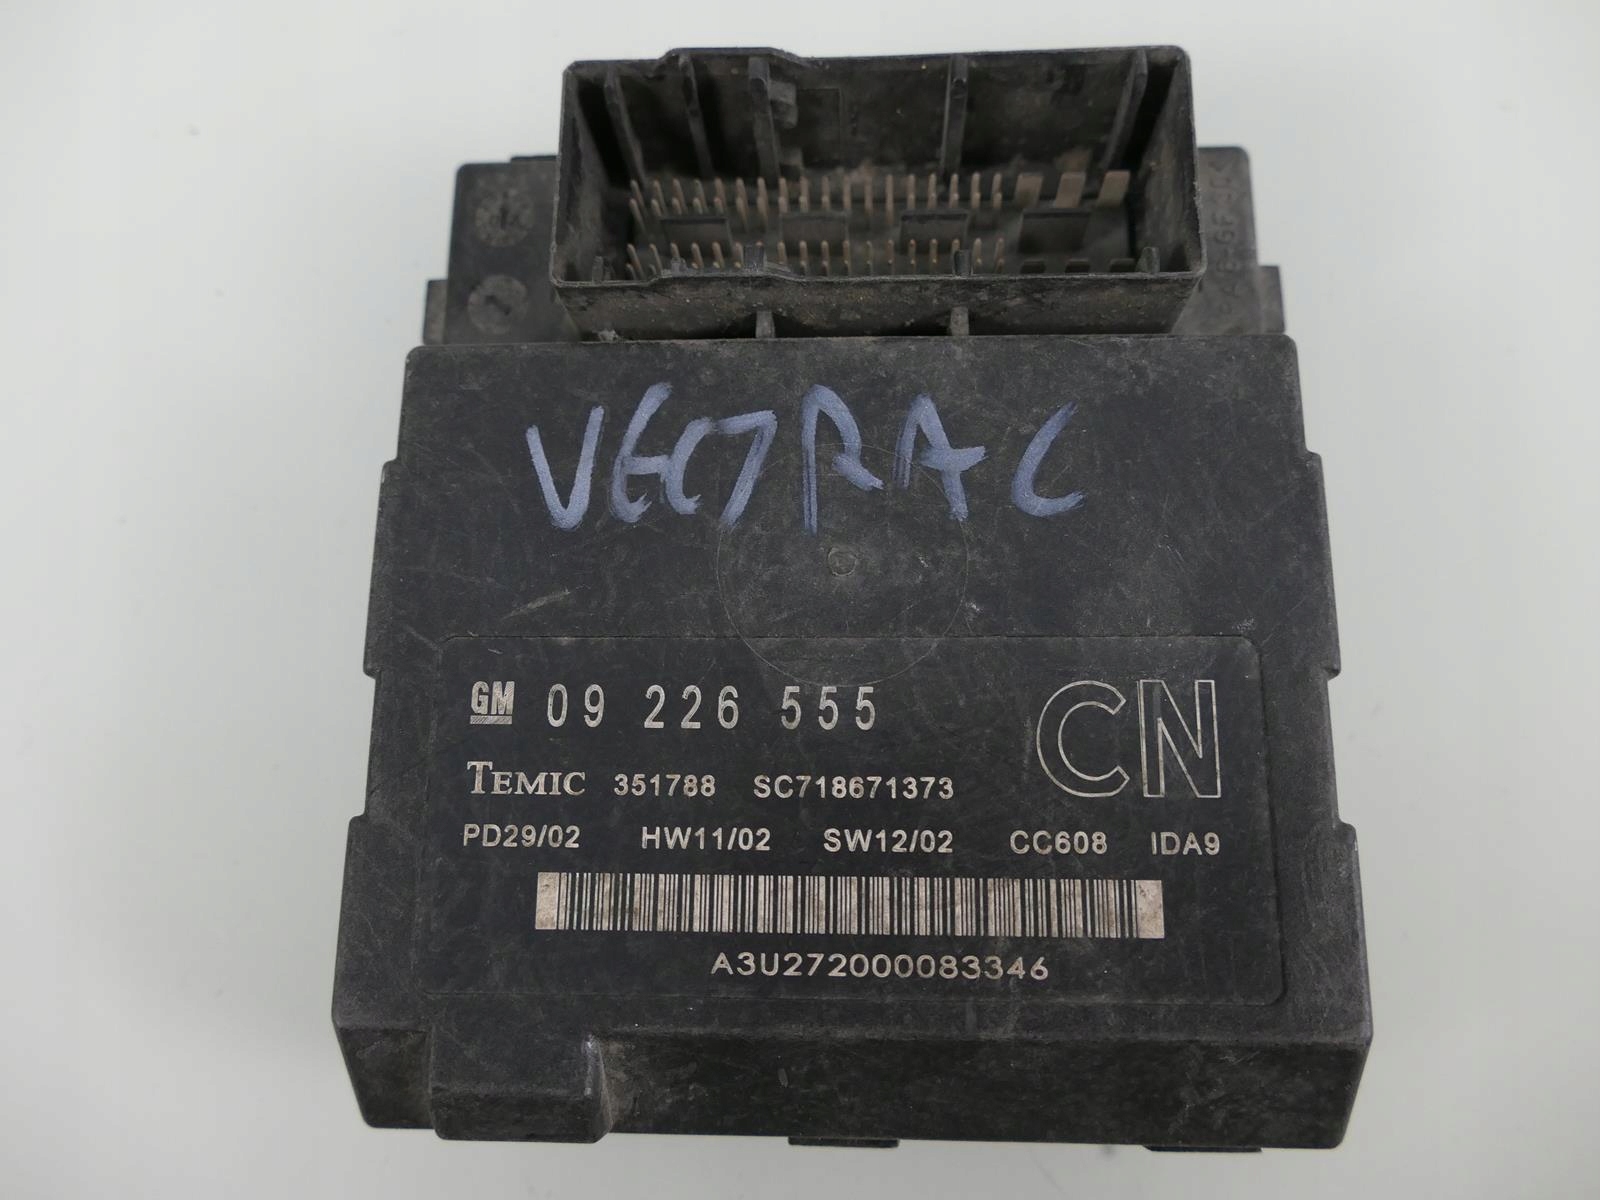 VECTRA C
GM 09 226 555 CN
TEMIC 351788 SC718671373
PD29/02 HW11/02 SW12/02 CC608 IDA9
A3U272000083346